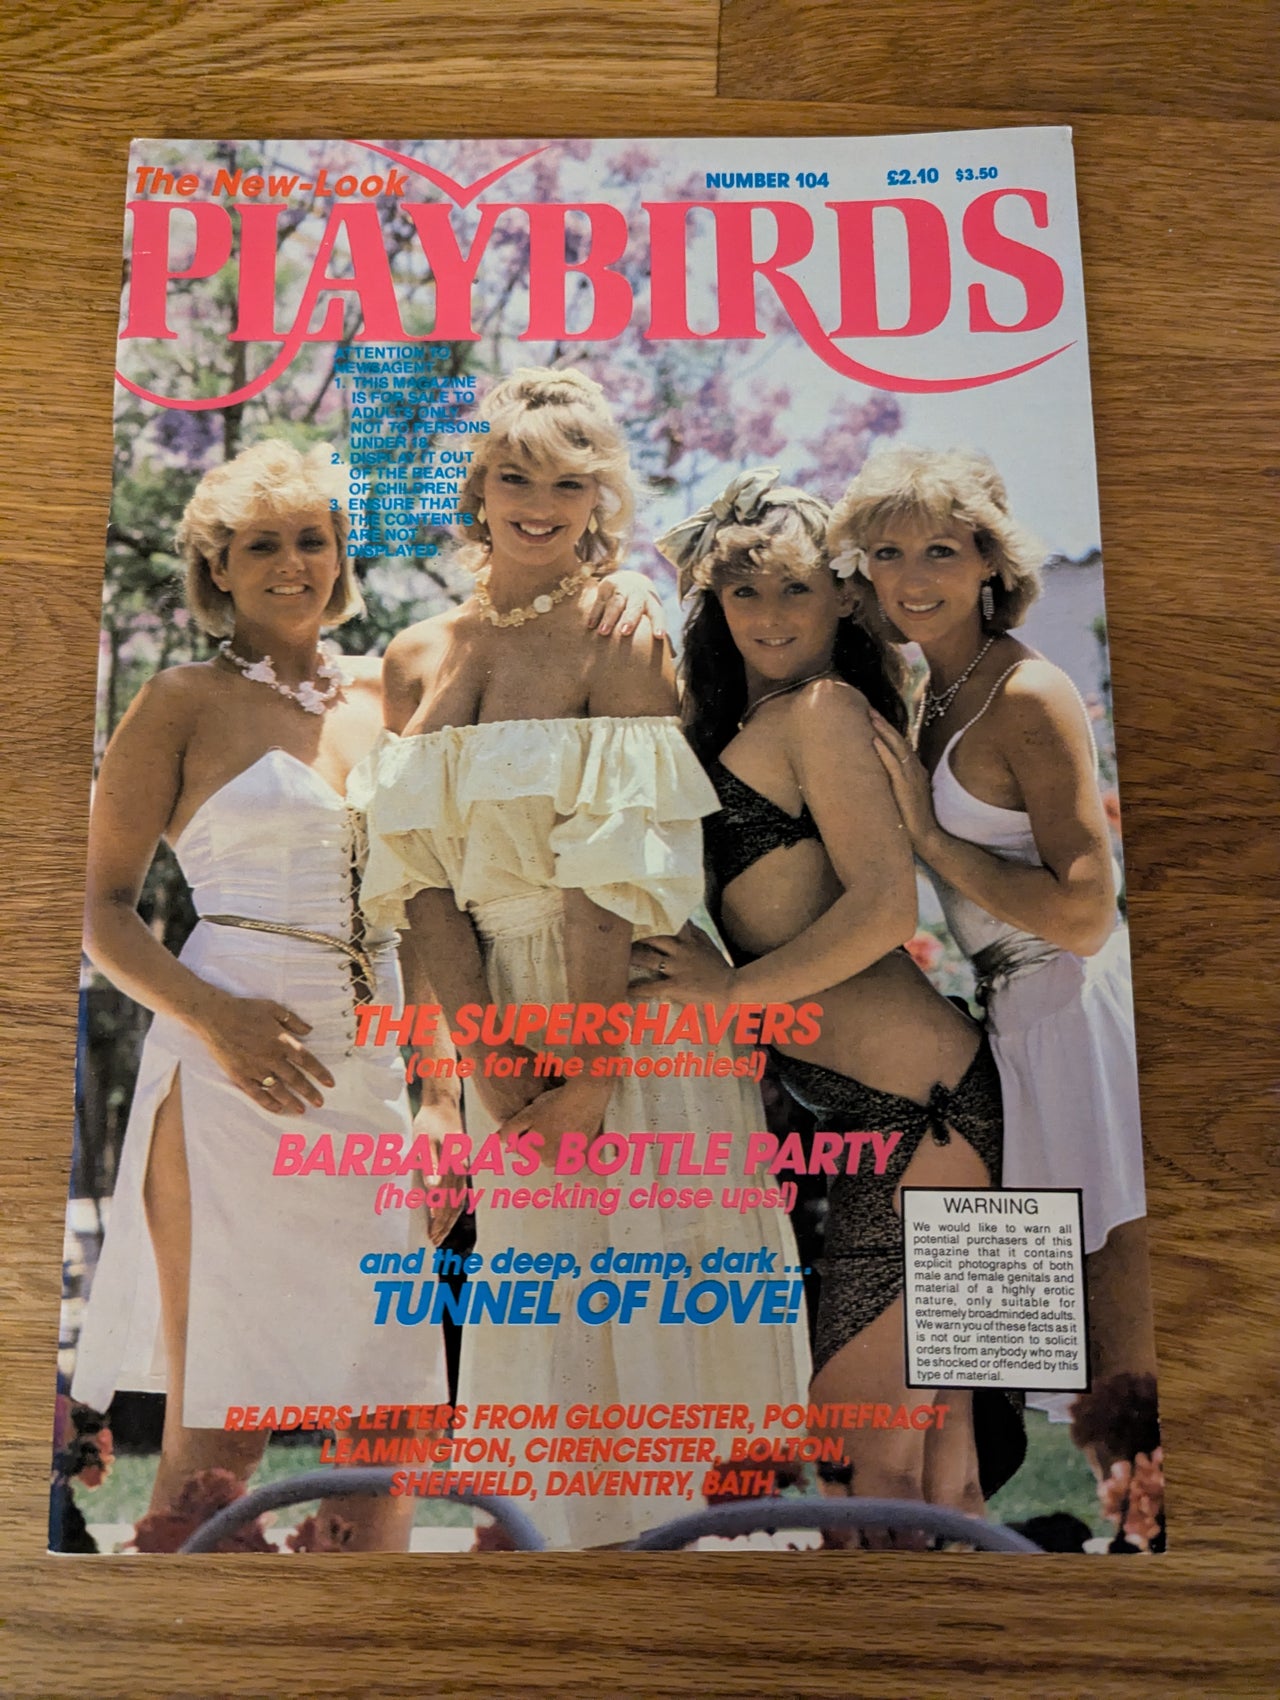 The New-Look
NUMBER 104 £2.10 $3.50
PLAYBIRDS
ATTENTION TO
NEWSAGENT
1. THIS MAGAZINE
IS FOR SALE TO
ADULTS ONLY
NOT TO PERSONS
UNDER 18.
2. DISPLAY IT OUT
OF THE REACH
OF CHILDREN.
3. ENSURE THAT
THE CONTENTS
ARE NOT
DISPLAYED.
THE SUPERSHAVERS
(one for the smoothies!)
BARBARA'S BOTTLE PARTY
(heavy necking close ups!)
and the deep, damp, dark ...
TUNNEL OF LOVE!
WARNING
We would like to warn all
potential purchasers of this
magazine that it contains
explicit photographs of both
male and female genitals and
material of a highly erotic
nature, only suitable for
extremely broadminded adults.
We warn you of these facts as it
is not our intention to solicit
orders from anybody who may
be shocked or offended by this
type of material.
READERS LETTERS FROM GLOUCESTER, PONTEFRACT
LEAMINGTON, CIRENCESTER, BOLTON,
SHEFFIELD, DAVENTRY, BATH.